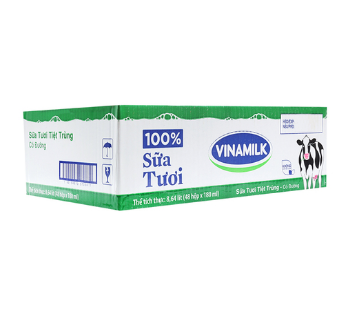 Sữa Tươi Tiệt Trùng
Có Đường
100%
Sữa
Tươi
VINAMILK
Thể tích thực: 8,64 lít (48 hộp x 180 ml)
Sữa Tươi Tiệt Trùng - Có Đường